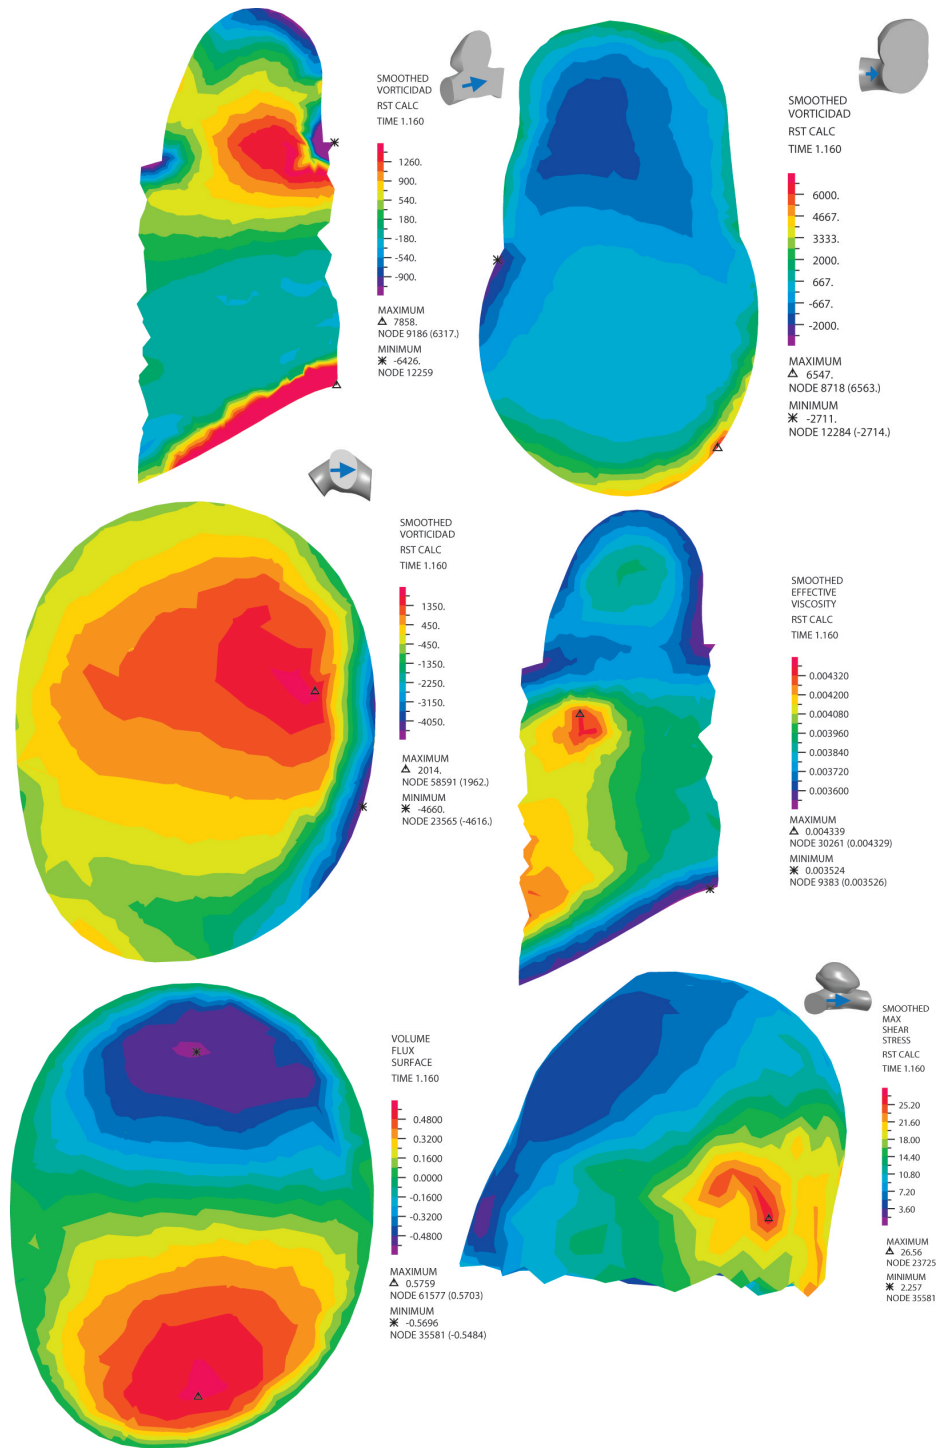 SMOOTHED
VORTICIDAD
RST CALC
TIME 1.160
1260.
900.
540.
180.
-180.
-540.
-900.
MAXIMUM
7858.
NODE 9186 (6317.)
MINIMUM
-6426.
NODE 12259
SMOOTHED
VORTICIDAD
RST CALC
TIME 1.160
6000.
4667.
3333.
2000.
667.
-667.
-2000.
MAXIMUM
6547.
NODE 8718 (6563.)
MINIMUM
-2711.
NODE 12284 (-2714.)
SMOOTHED
VORTICIDAD
RST CALC
TIME 1.160
1350.
450.
-450.
-1350.
-2250.
-3150.
-4050.
MAXIMUM
2014.
NODE 58591 (1962.)
MINIMUM
-4660.
NODE 23565 (-4616.)
SMOOTHED
EFFECTIVE
VISCOSITY
RST CALC
TIME 1.160
0.004320
0.004200
0.004080
0.003960
0.003840
0.003720
0.003600
MAXIMUM
0.004339
NODE 30261 (0.004329)
MINIMUM
0.003524
NODE 9383 (0.003526)
VOLUME
FLUX
SURFACE
TIME 1.160
0.4800
0.3200
0.1600
0.0000
-0.1600
-0.3200
-0.4800
MAXIMUM
0.5759
NODE 61577 (0.5703)
MINIMUM
-0.5696
NODE 35581 (-0.5484)
SMOOTHED
MAX
SHEAR
STRESS
RST CALC
TIME 1.160
25.20
21.60
18.00
14.40
10.80
7.20
3.60
MAXIMUM
26.56
NODE 23725
MINIMUM
2.257
NODE 35581